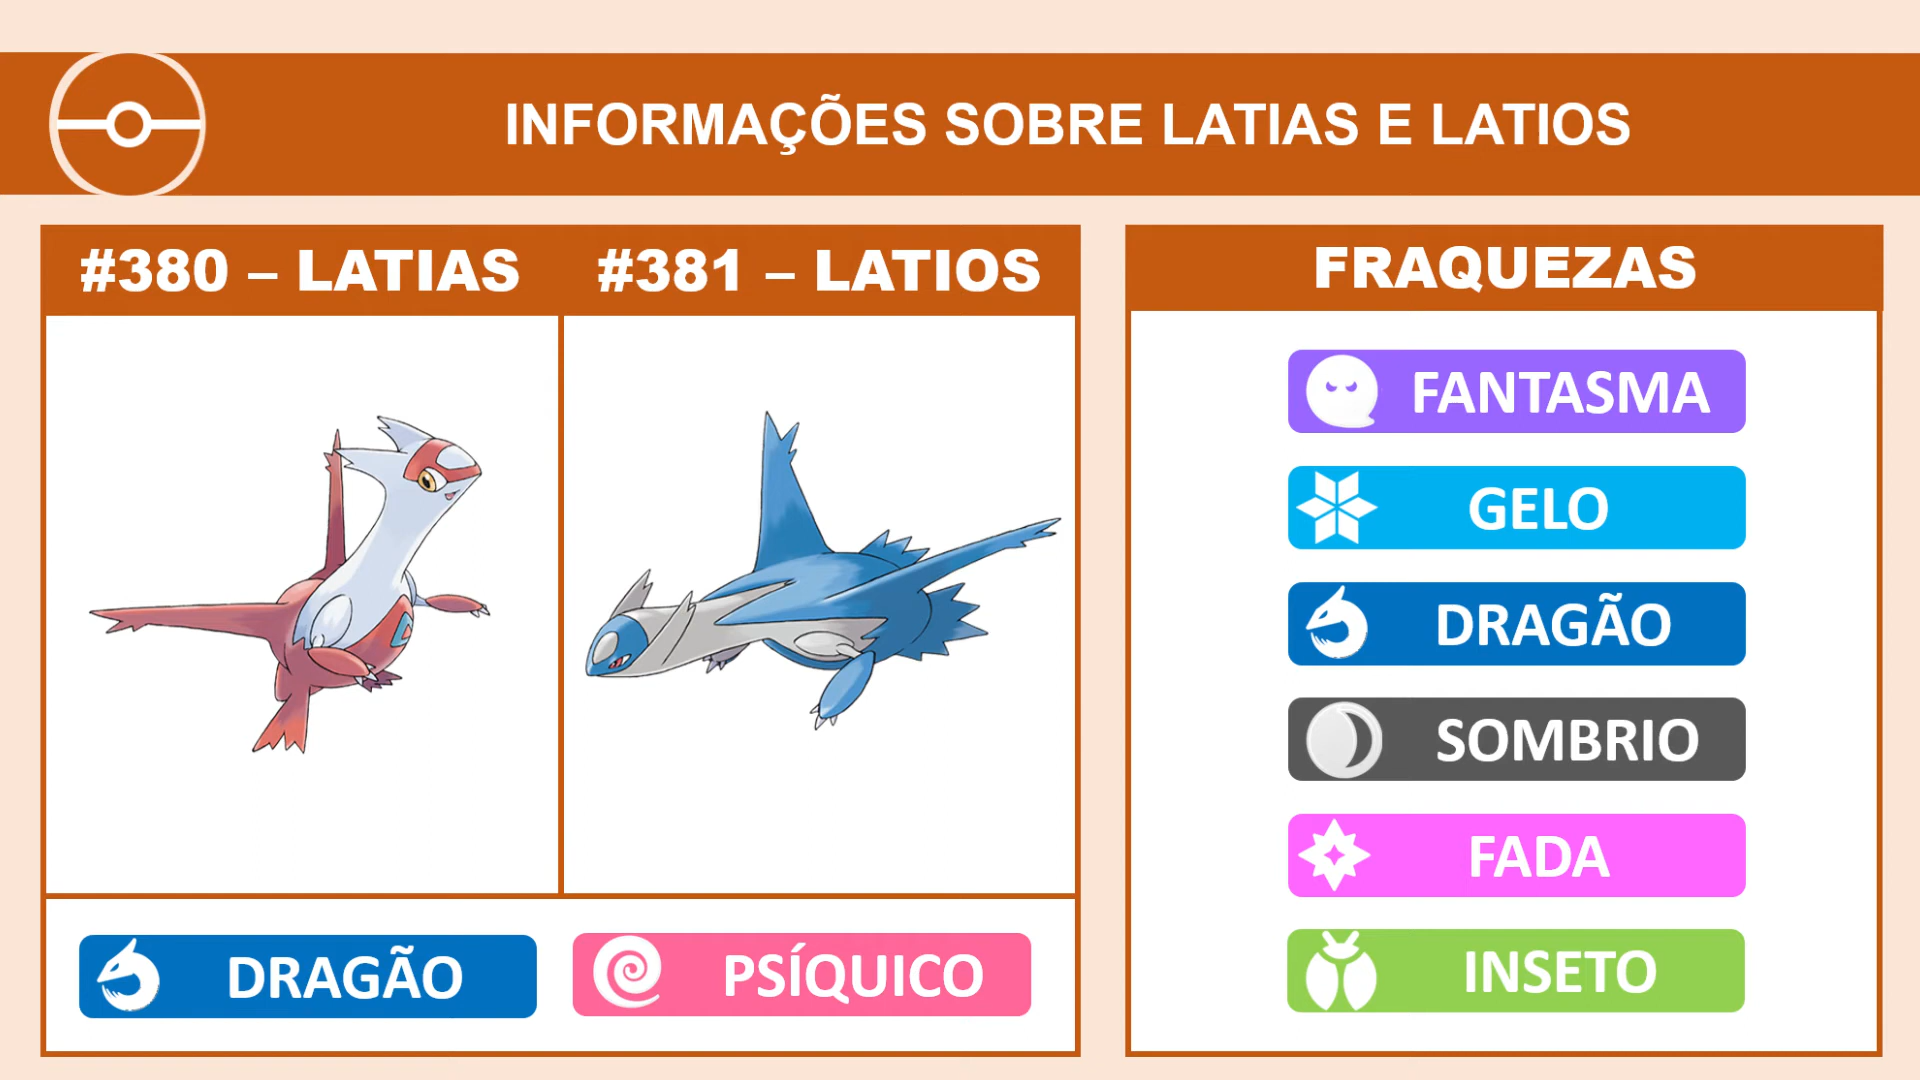 INFORMAÇÕES SOBRE LATIAS E LATIOS
#380 – LATIAS
#381 – LATIOS
DRAGÃO
PSÍQUICO
FRAQUEZAS
FANTASMA
GELO
DRAGÃO
SOMBRIO
FADA
INSETO